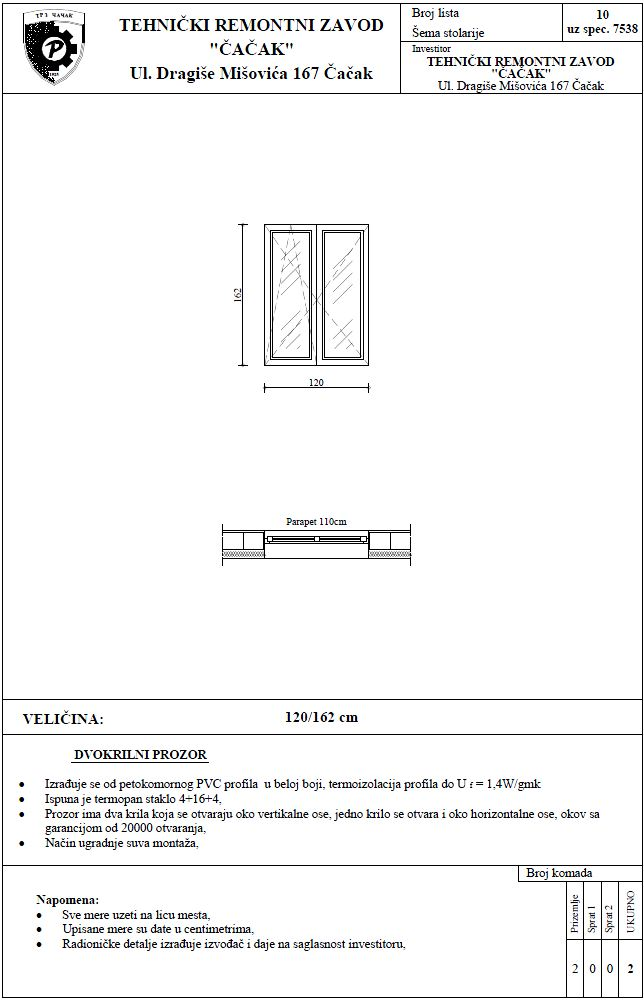 ТРЗ ЧАЧАК
P
TEHNIČKI REMONTNI ZAVOD
"ČAČAK"
Ul. Dragiše Mišovića 167 Čačak
Broj lista
Šema stolarije
10
uz spec. 7538
Investitor
TEHNIČKI REMONTNI ZAVOD
"ČAČAK"
Ul. Dragiše Mišovića 167 Čačak
162
120
Parapet 110cm
VELIČINA:
120/162 cm
DVOKRILNI PROZOR
• Izrađuje se od petokomornog PVC profila u beloj boji, termoizolacija profila do U f = 1,4W/gmk
• Ispuna je termopan staklo 4+16+4,
• Prozor ima dva krila koja se otvaraju oko vertikalne ose, jedno krilo se otvara i oko horizontalne ose, okov sa
garancijom od 20000 otvaranja,
• Način ugradnje suva montaža,
Broj komada
Napomena:
• Sve mere uzeti na licu mesta,
• Upisane mere su date u centimetrima,
• Radioničke detalje izrađuje izvođač i daje na saglasnost investitoru,
Prizemlje
Sprat 1
Sprat 2
UKUPNO
2 0 0 2